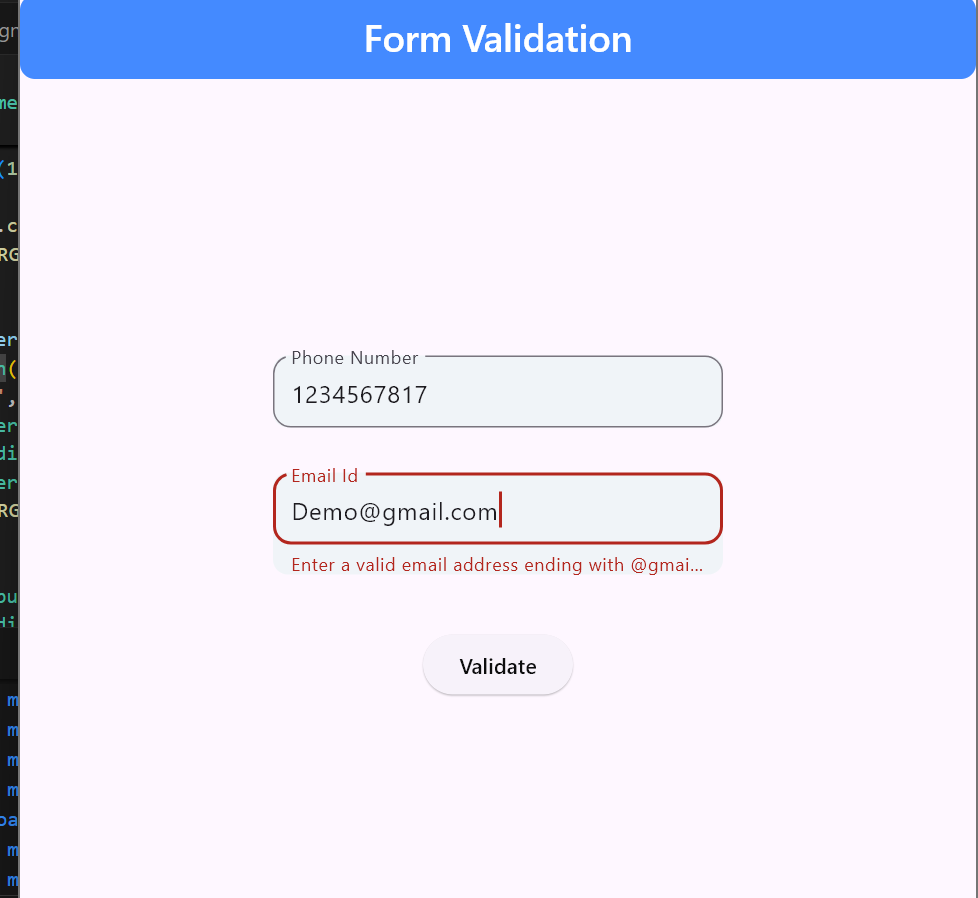 Form Validation
Phone Number
1234567817
Email Id
Demo@gmail.com
Enter a valid email address ending with @gmai...
Validate